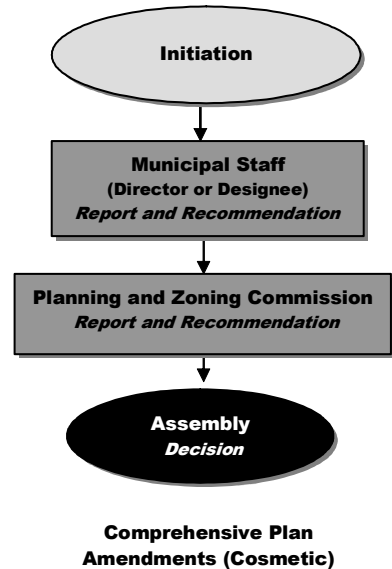 Initiation
Municipal Staff
(Director or Designee)
Report and Recommendation
Planning and Zoning Commission
Report and Recommendation
Assembly
Decision
Comprehensive Plan
Amendments (Cosmetic)